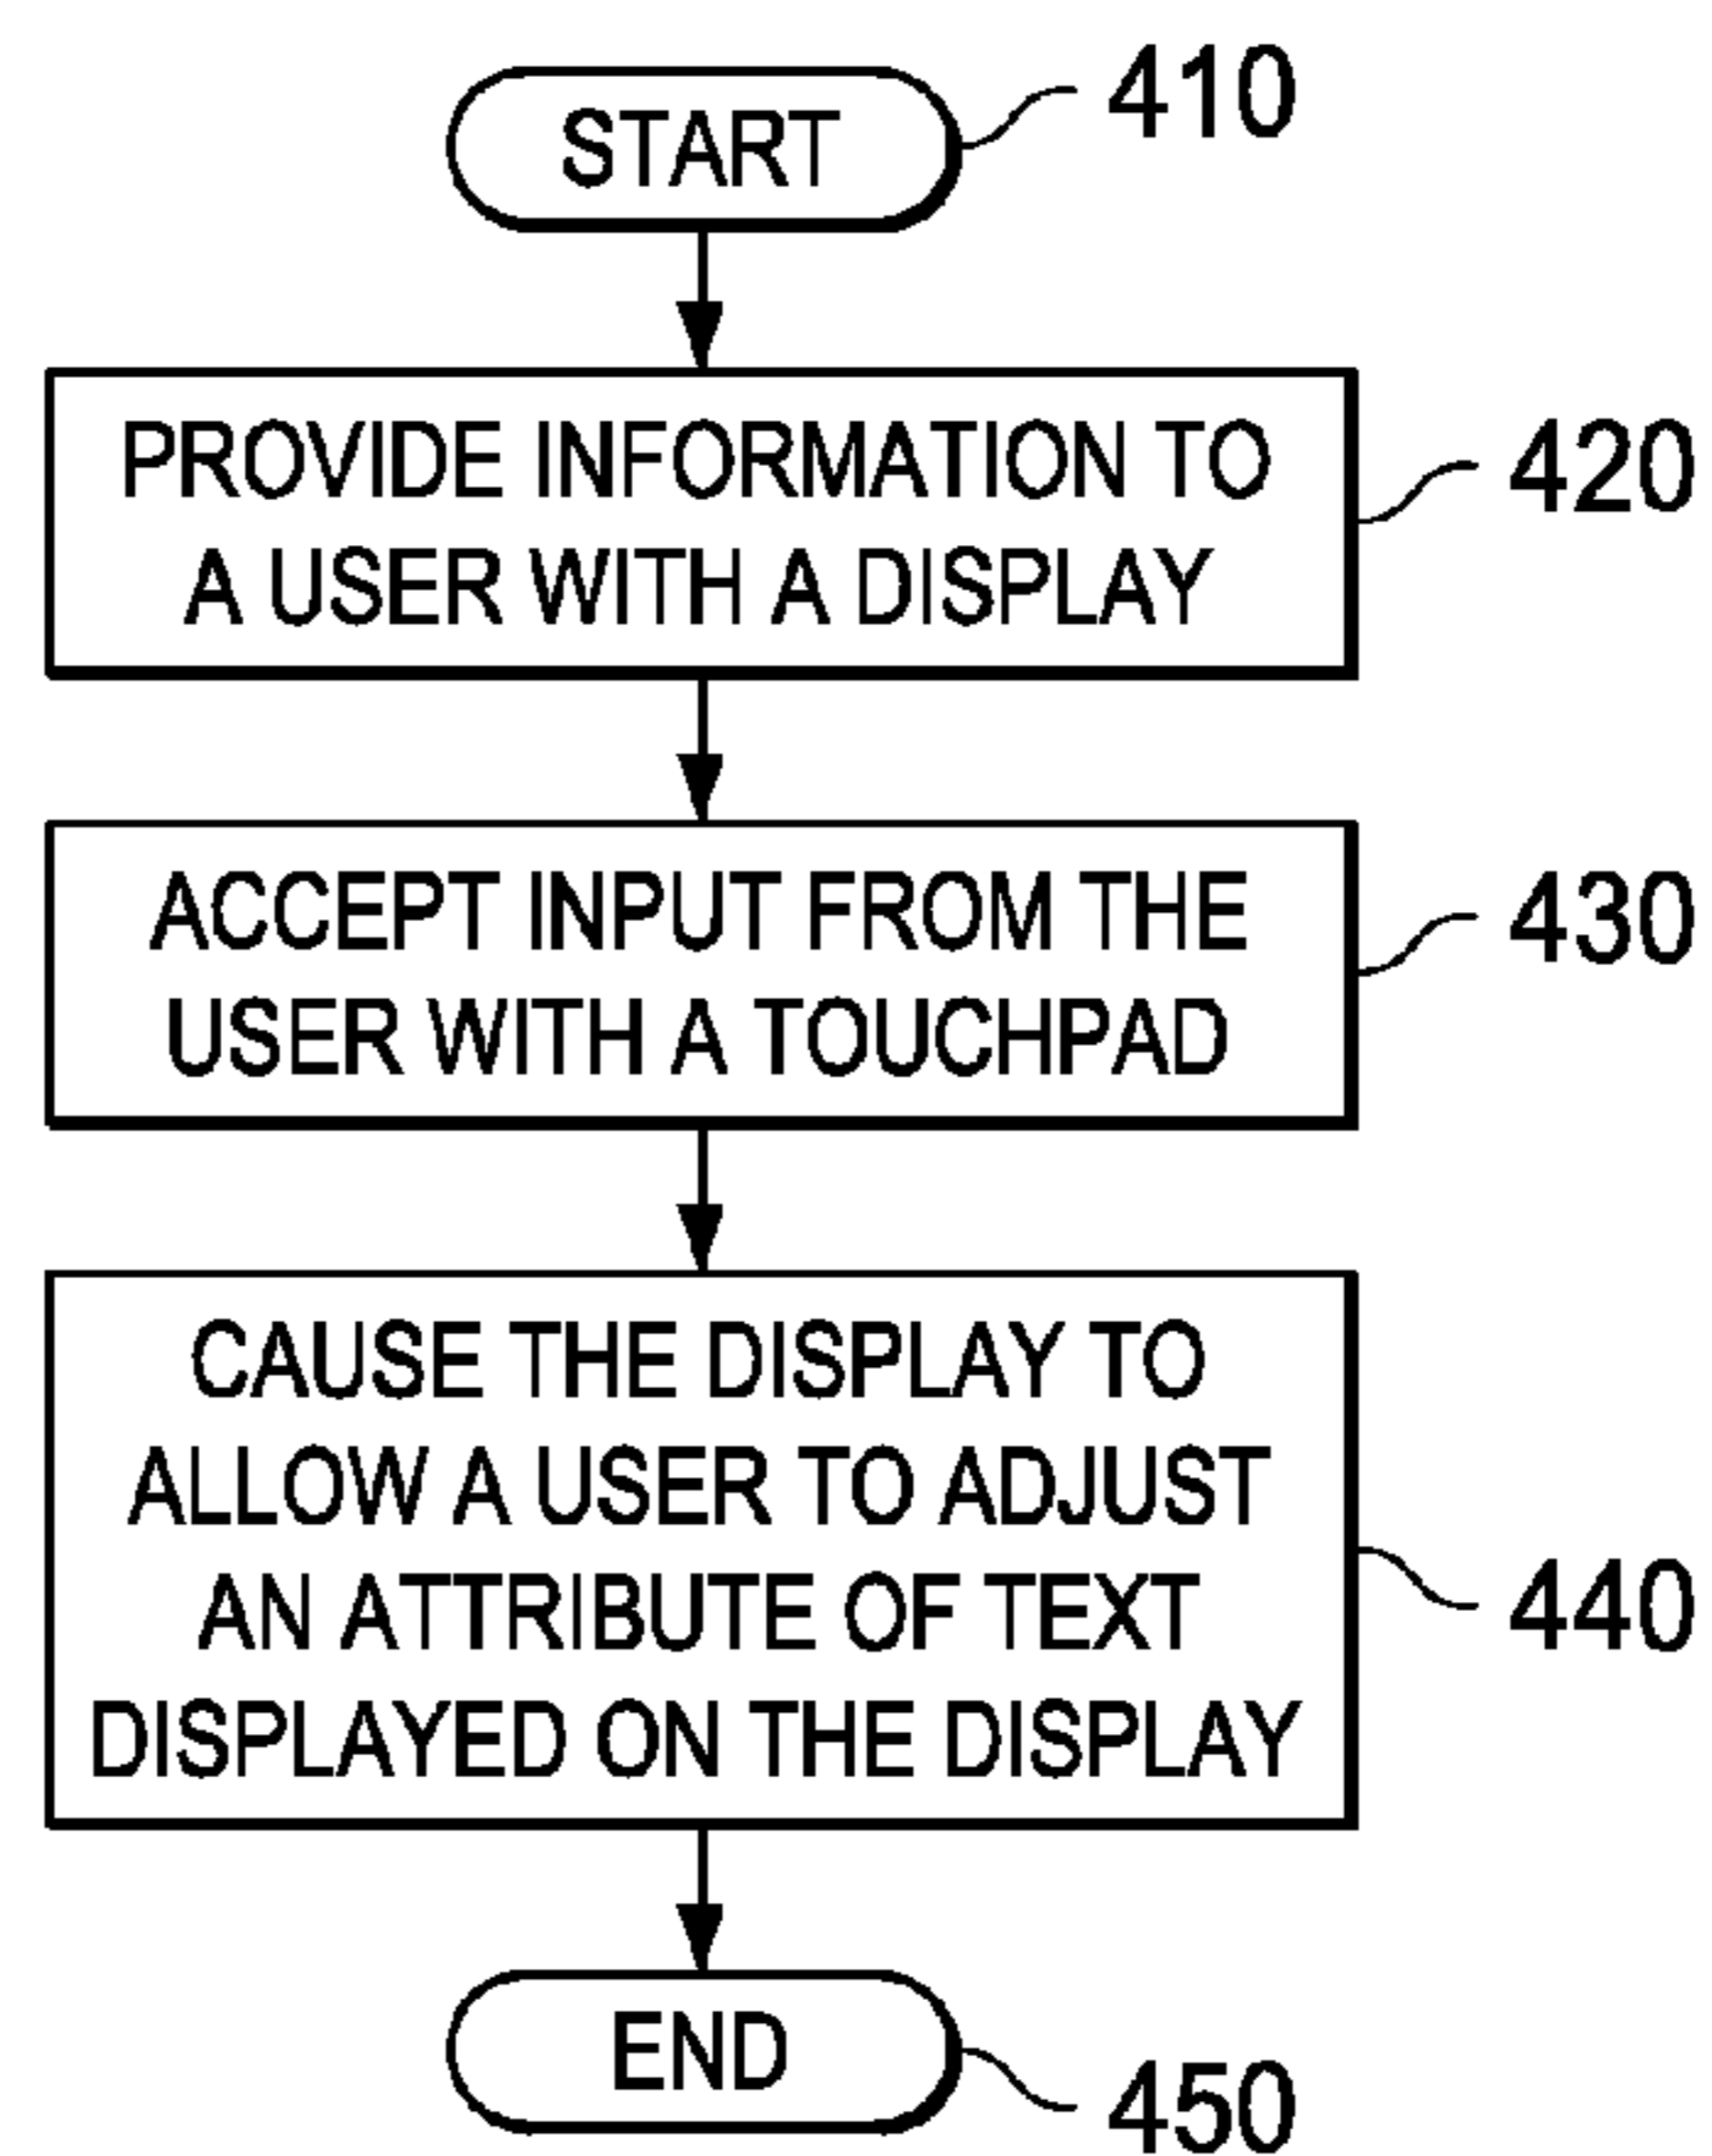 START
410
PROVIDE INFORMATION TO
A USER WITH A DISPLAY
420
ACCEPT INPUT FROM THE
USER WITH A TOUCHPAD
430
CAUSE THE DISPLAY TO
ALLOW A USER TO ADJUST
AN ATTRIBUTE OF TEXT
DISPLAYED ON THE DISPLAY
440
END
450